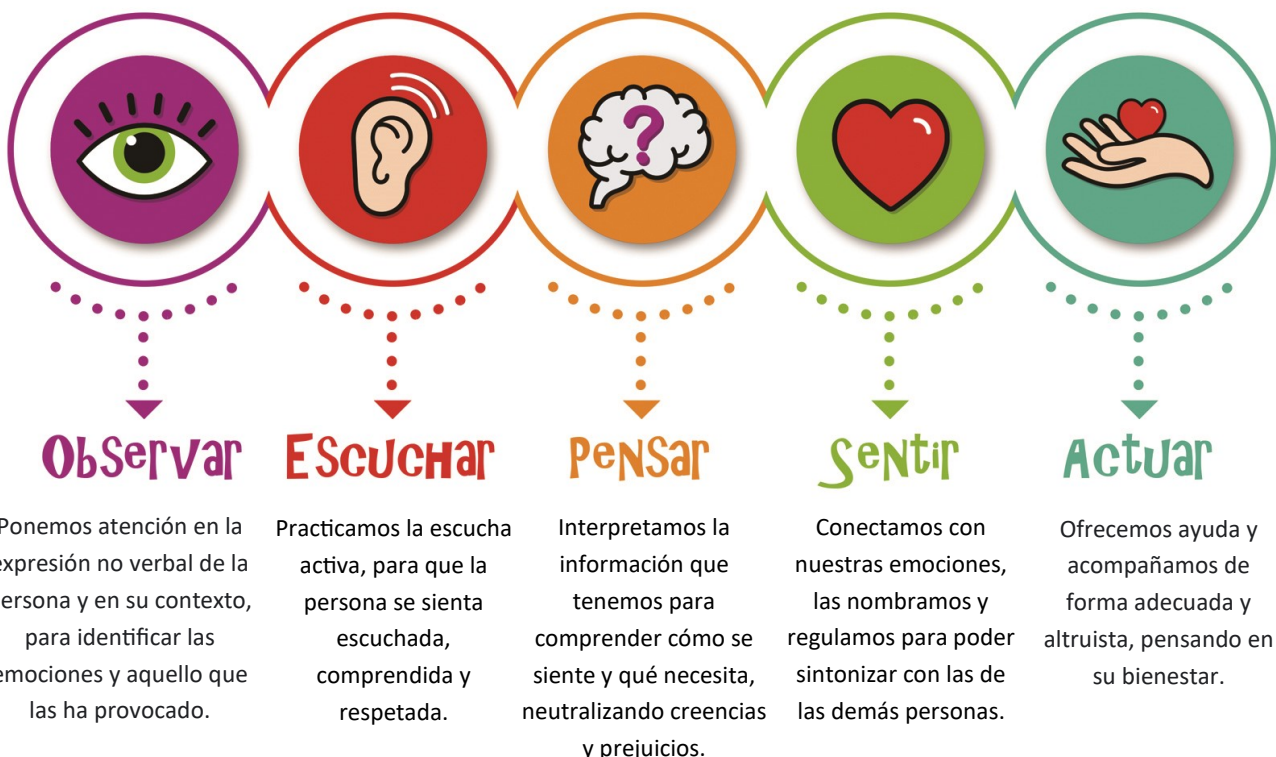 Observar
Ponemos atención en la
expresión no verbal de la
persona y en su contexto,
para identificar las
emociones y aquello que
las ha provocado.
Escuchar
Practicamos la escucha
activa, para que la
persona se sienta
escuchada,
comprendida y
respetada.
Pensar
Interpretamos la
información que
tenemos para
comprender cómo se
siente y qué necesita,
neutralizando creencias
y prejuicios.
Sentir
Conectamos con
nuestras emociones,
las nombramos y
regulamos para poder
sintonizar con las de
las demás personas.
Actuar
Ofrecemos ayuda y
acompañamos de
forma adecuada y
altruista, pensando en
su bienestar.